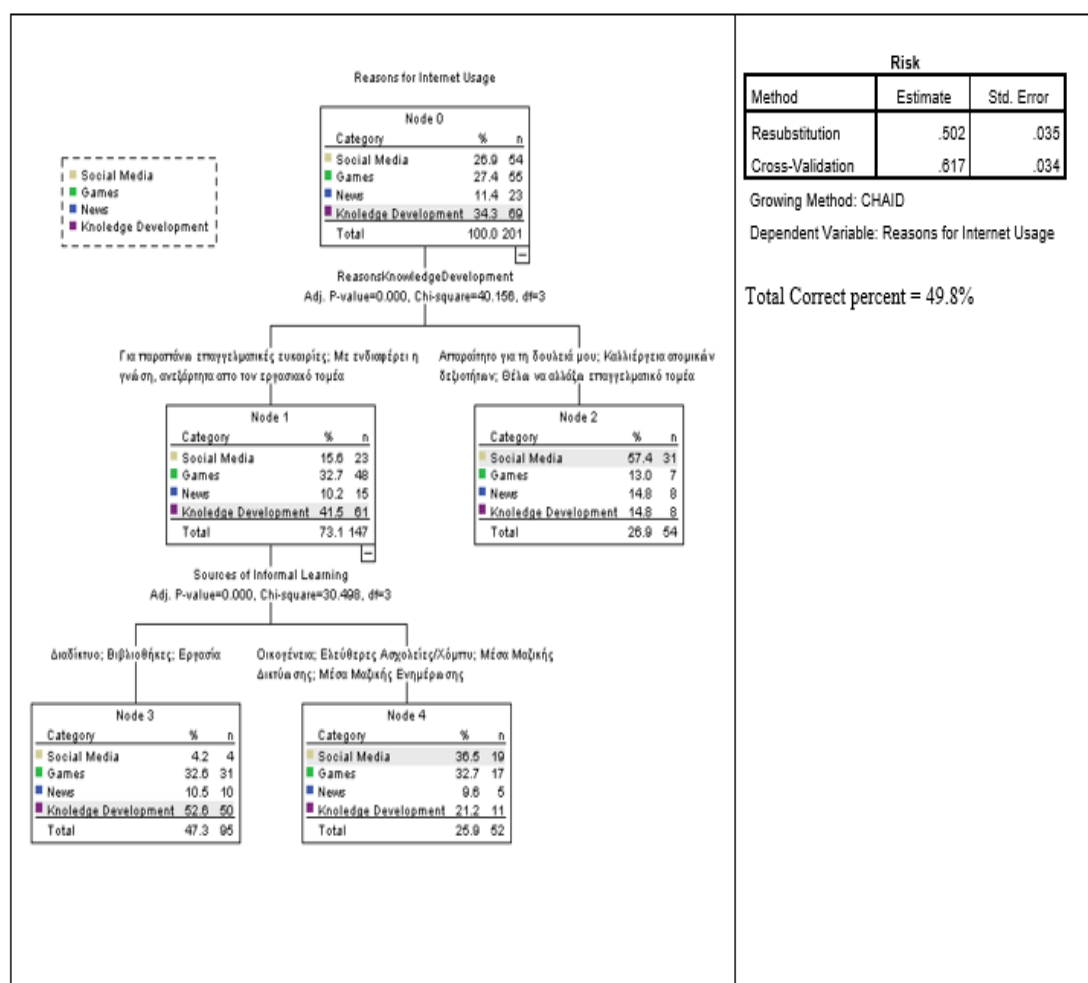 Reasons for Internet Usage
Node 0
Category % n
Social Media 26.9 54
Games 27.4 55
News 11.4 23
Knoledge Development 34.3 69
Total 100.0 201
Social Media
Games
News
Knoledge Development
ReasonsKnowledgeDevelopment
Adj. P-value=0.000, Chi-square=40.156, df=3
Για παραπάνω επαγγελματικές ευκαιρίες; Με ενδιαφέρει η
γνώση, ανεξάρτητα απο τον εργασιακό τομέα
Απαραίτητο για τη δουλειά μου; Καλλιέργεια ατομικών
δεξιοτήτων; Θέλω να αλλάξω επαγγελματικό τομέα
Node 1
Category % n
Social Media 15.6 23
Games 32.7 48
News 10.2 15
Knoledge Development 41.5 61
Total 73.1 147
Node 2
Category % n
Social Media 57.4 31
Games 13.0 7
News 14.8 8
Knoledge Development 14.8 8
Total 26.9 54
Sources of Informal Learning
Adj. P-value=0.000, Chi-square=30.498, df=3
Διαδίκτυο; Βιβλιοθήκες; Εργασία
Οικογένεια; Ελεύθερες Ασχολείες/Χόμπυ; Μέσα Μαζικής
Δικτύωσης; Μέσα Μαζικής Ενημέρωσης
Node 3
Category % n
Social Media 4.2 4
Games 32.6 31
News 10.5 10
Knoledge Development 52.6 50
Total 47.3 95
Node 4
Category % n
Social Media 36.5 19
Games 32.7 17
News 9.6 5
Knoledge Development 21.2 11
Total 25.9 52
Risk
Method Estimate Std. Error
Resubstitution .502 .035
Cross-Validation .617 .034
Growing Method: CHAID
Dependent Variable: Reasons for Internet Usage
Total Correct percent = 49.8%